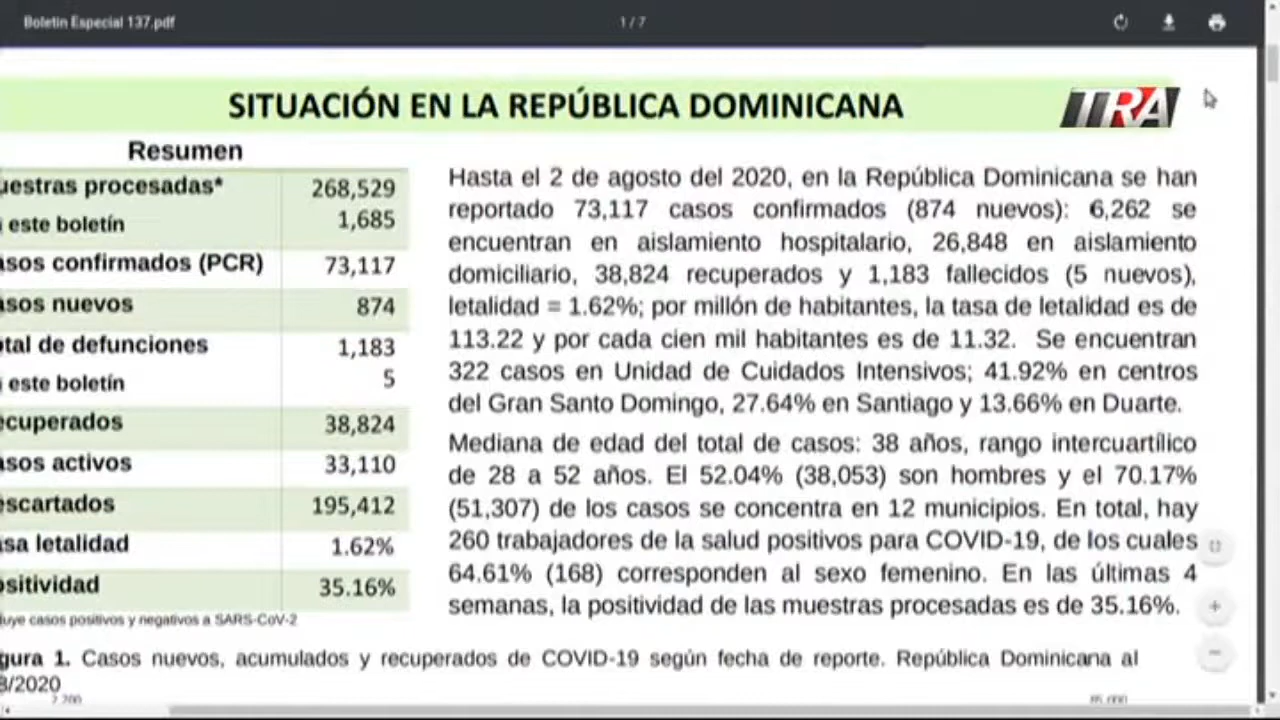 Boletin Especial 137.pdf
1 / 7
SITUACIÓN EN LA REPÚBLICA DOMINICANA
TRA
Resumen
uestras procesadas* 268,529
este boletín 1,685
asos confirmados (PCR) 73,117
asos nuevos 874
otal de defunciones 1,183
este boletín 5
ecuperados 38,824
asos activos 33,110
escartados 195,412
asa letalidad 1.62%
ositividad 35.16%
luye casos positivos y negativos a SARS-CoV-2
Hasta el 2 de agosto del 2020, en la República Dominicana se han
reportado 73,117 casos confirmados (874 nuevos): 6,262 se
encuentran en aislamiento hospitalario, 26,848 en aislamiento
domiciliario, 38,824 recuperados y 1,183 fallecidos (5 nuevos),
letalidad = 1.62%; por millón de habitantes, la tasa de letalidad es de
113.22 y por cada cien mil habitantes es de 11.32. Se encuentran
322 casos en Unidad de Cuidados Intensivos; 41.92% en centros
del Gran Santo Domingo, 27.64% en Santiago y 13.66% en Duarte.
Mediana de edad del total de casos: 38 años, rango intercuartílico
de 28 a 52 años. El 52.04% (38,053) son hombres y el 70.17%
(51,307) de los casos se concentra en 12 municipios. En total, hay
260 trabajadores de la salud positivos para COVID-19, de los cuales
64.61% (168) corresponden al sexo femenino. En las últimas 4
semanas, la positividad de las muestras procesadas es de 35.16%.
gura 1. Casos nuevos, acumulados y recuperados de COVID-19 según fecha de reporte. República Dominicana al
8/2020